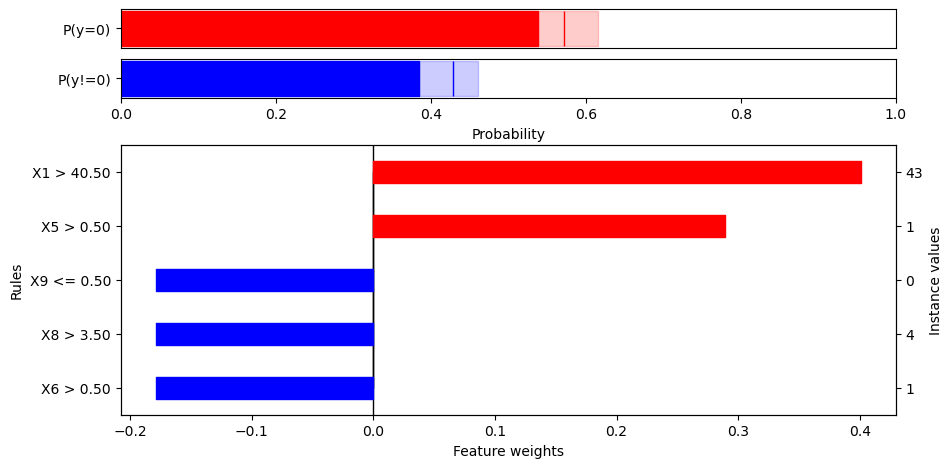 P(y=0)
P(y!=0)
0.0 0.2 0.4 0.6 0.8 1.0
Probability
X1 > 40.50 43
X5 > 0.50 1
X9 <= 0.50 0
X8 > 3.50 4
X6 > 0.50 1
Rules
Instance values
−0.2 −0.1 0.0 0.1 0.2 0.3 0.4
Feature weights